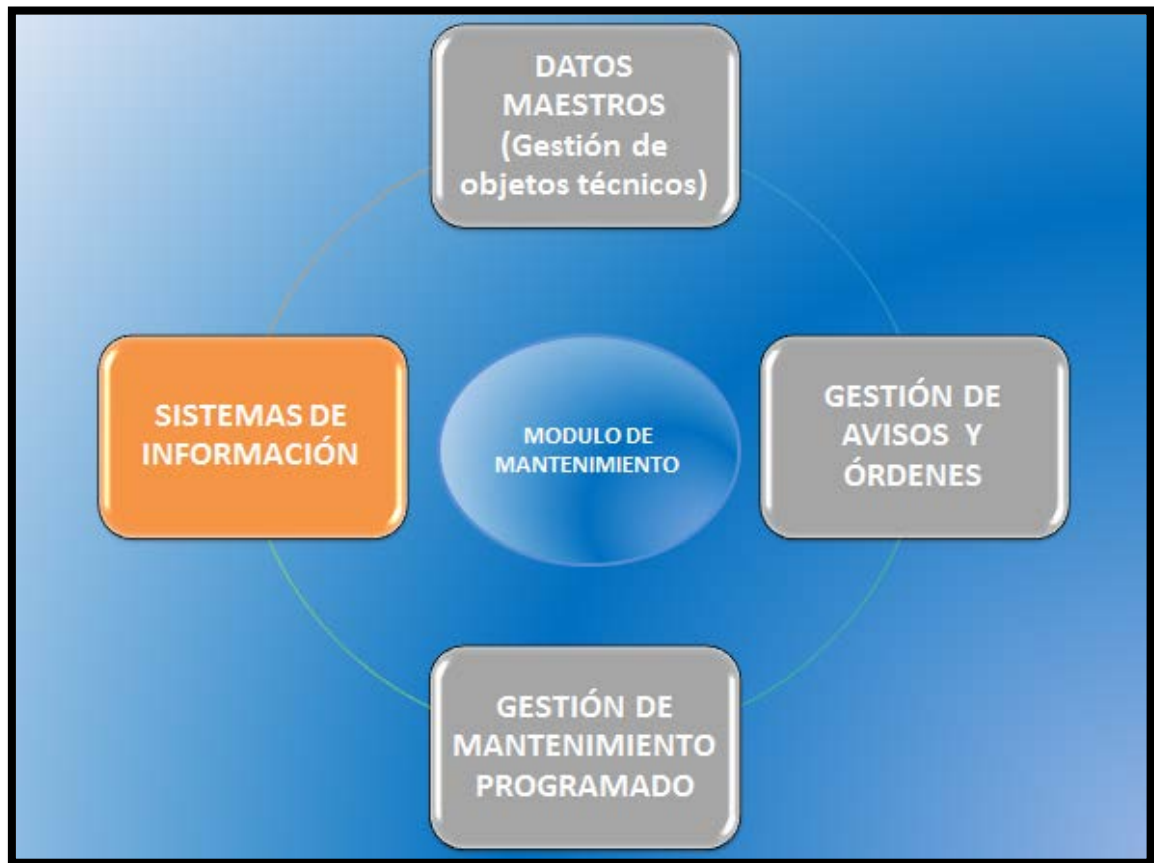 DATOS
MAESTROS
(Gestión de
objetos técnicos)
SISTEMAS DE
INFORMACIÓN
MODULO DE
MANTENIMIENTO
GESTIÓN DE
AVISOS Y
ÓRDENES
GESTIÓN DE
MANTENIMIENTO
PROGRAMADO